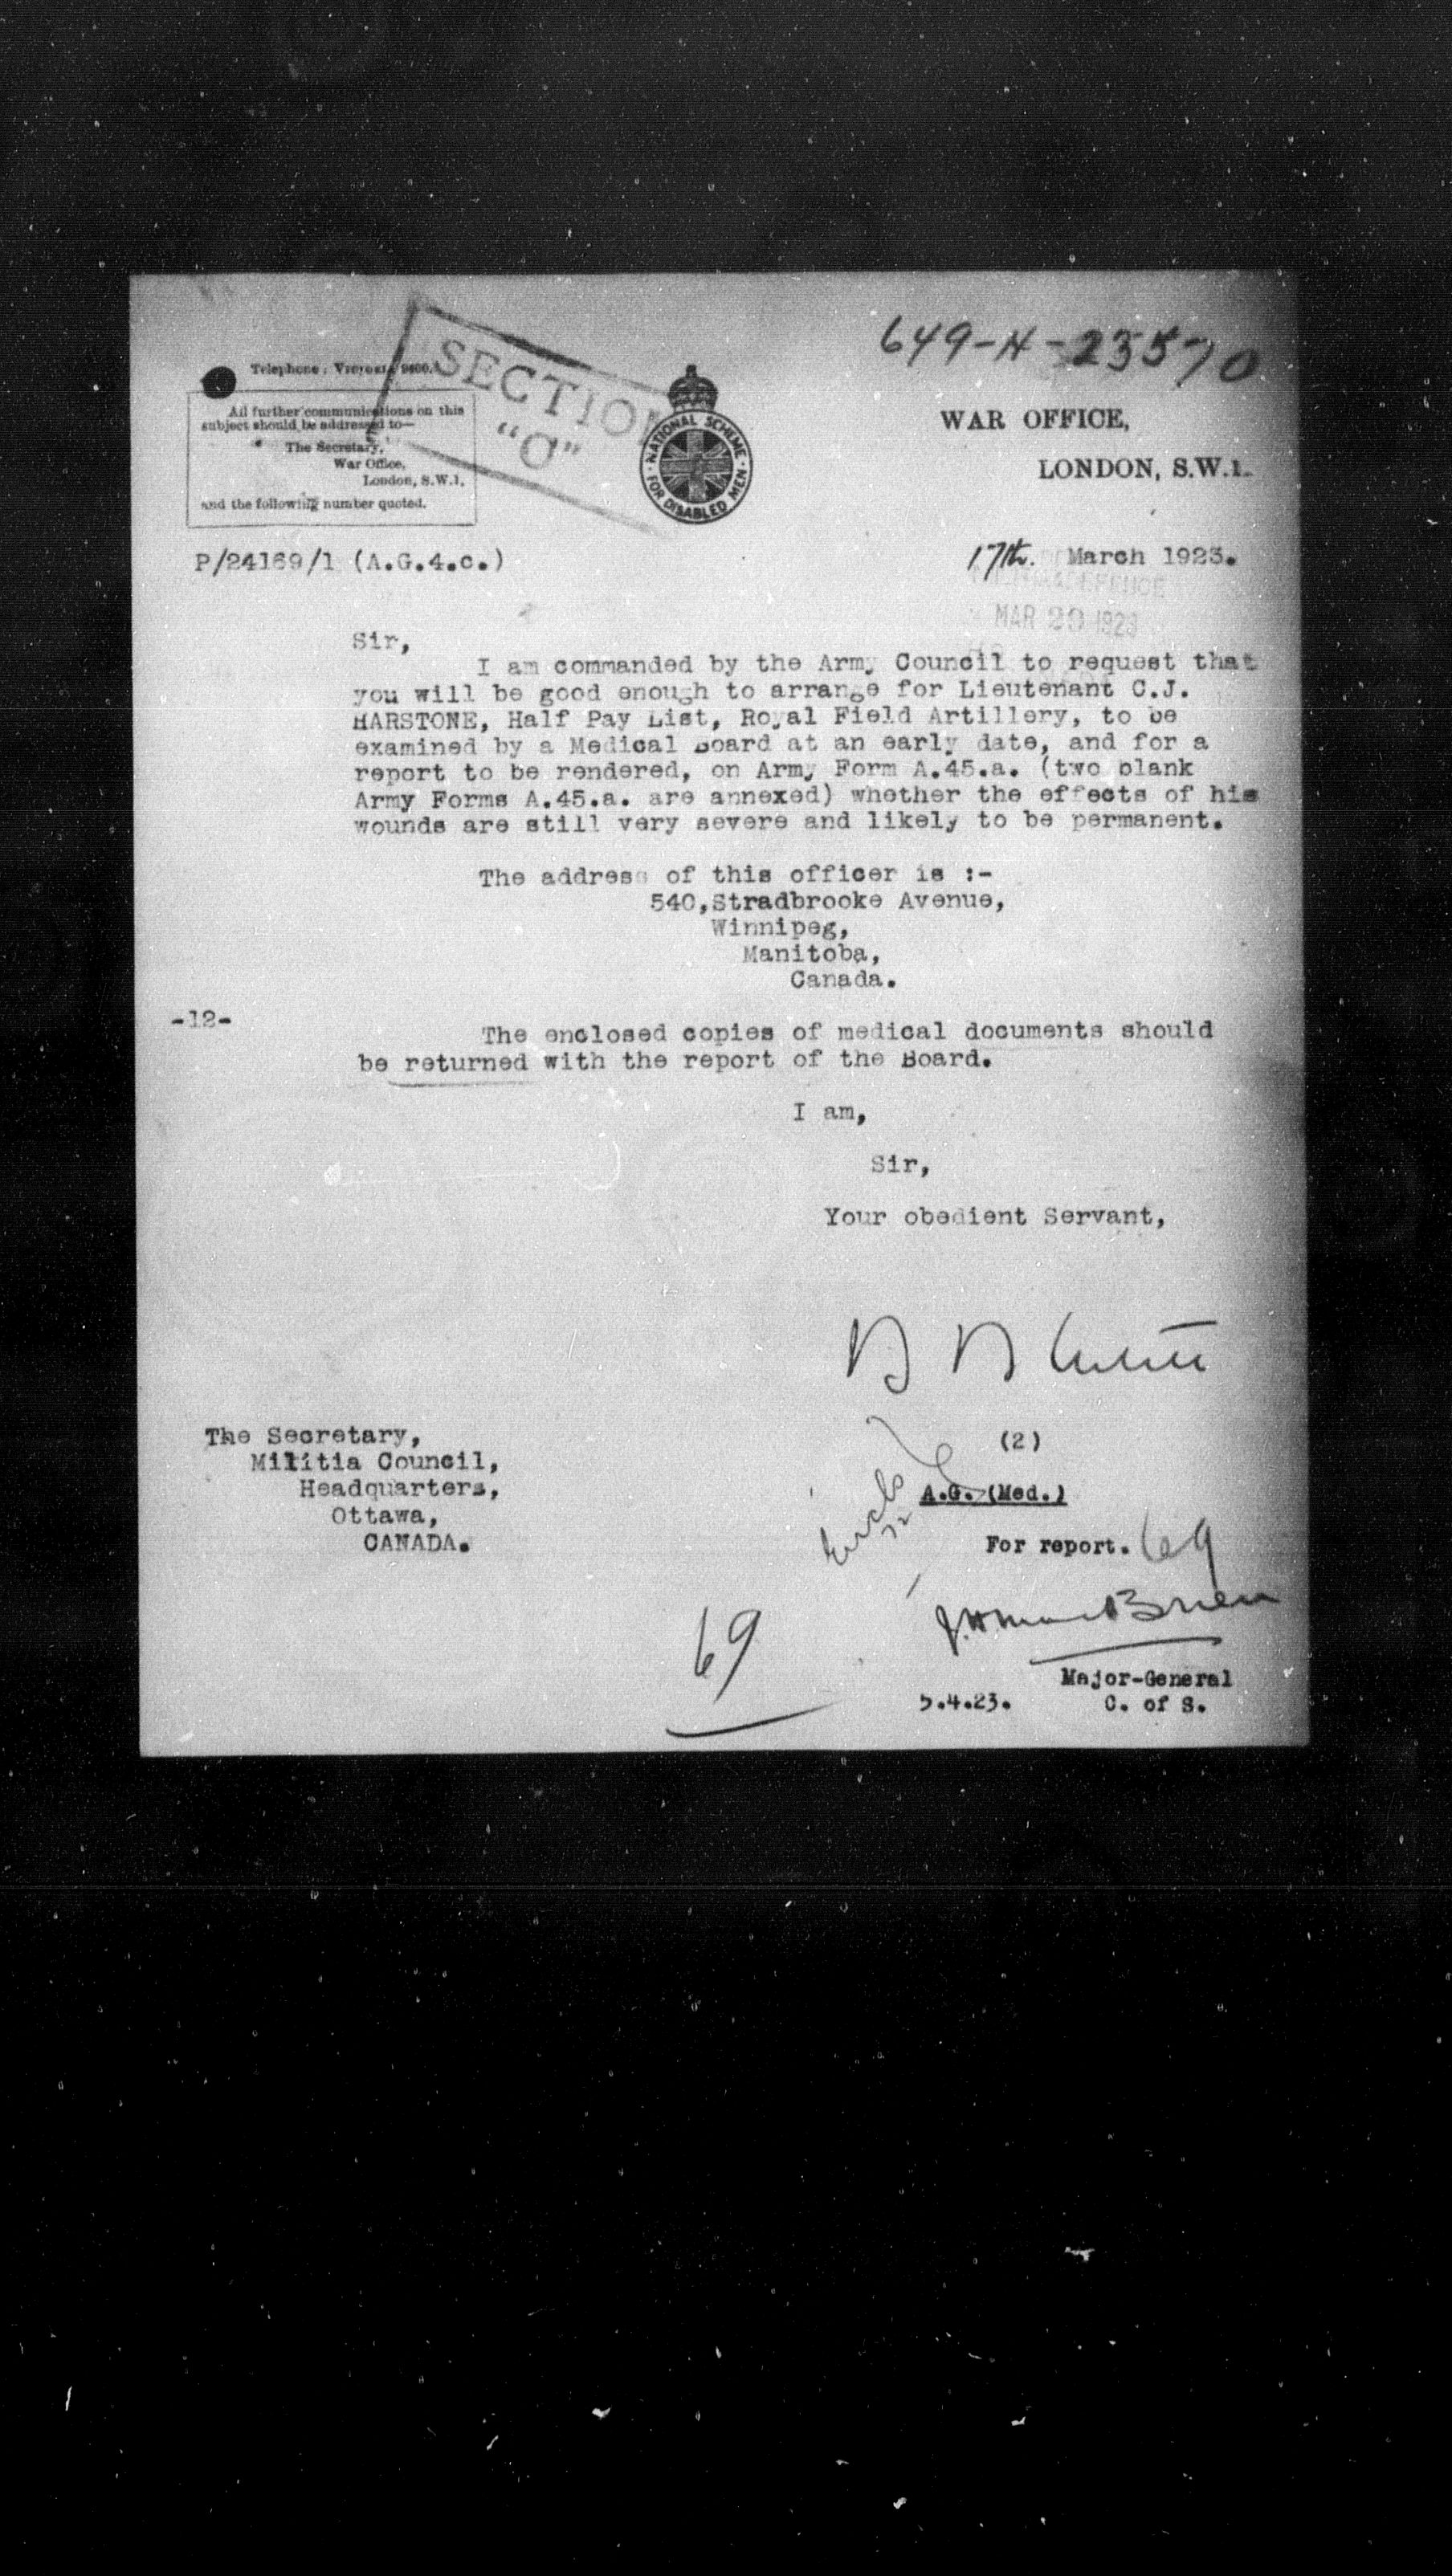 649-H-23570
Telephone: Victoria 9400.
SECTION
"C"
All further communications on this
subject should be addressed to—
The Secretary,
War Office,
London, S.W.1,
and the following number quoted.
NATIONAL SCHEME
FOR DISABLED MEN
WAR OFFICE,
LONDON, S.W.1.
P/24169/1 (A.G.4.c.)
17th. March 1923.
MAR 29 1923
Sir,
I am commanded by the Army Council to request that
you will be good enough to arrange for Lieutenant C.J.
HARSTONE, Half Pay List, Royal Field Artillery, to be
examined by a Medical Board at an early date, and for a
report to be rendered, on Army Form A.45.a. (two blank
Army Forms A.45.a. are annexed) whether the effects of his
wounds are still very severe and likely to be permanent.
The address of this officer is :-
540,Stradbrooke Avenue,
Winnipeg,
Manitoba,
Canada.
-12-
The enclosed copies of medical documents should
be returned with the report of the Board.
I am,
Sir,
Your obedient Servant,
The Secretary,
Militia Council,
Headquarters,
Ottawa,
CANADA.
(2)
A.G. (Med.)
For report. 69
69
J.H. MacBrien
Major-General
5.4.23. C. of S.